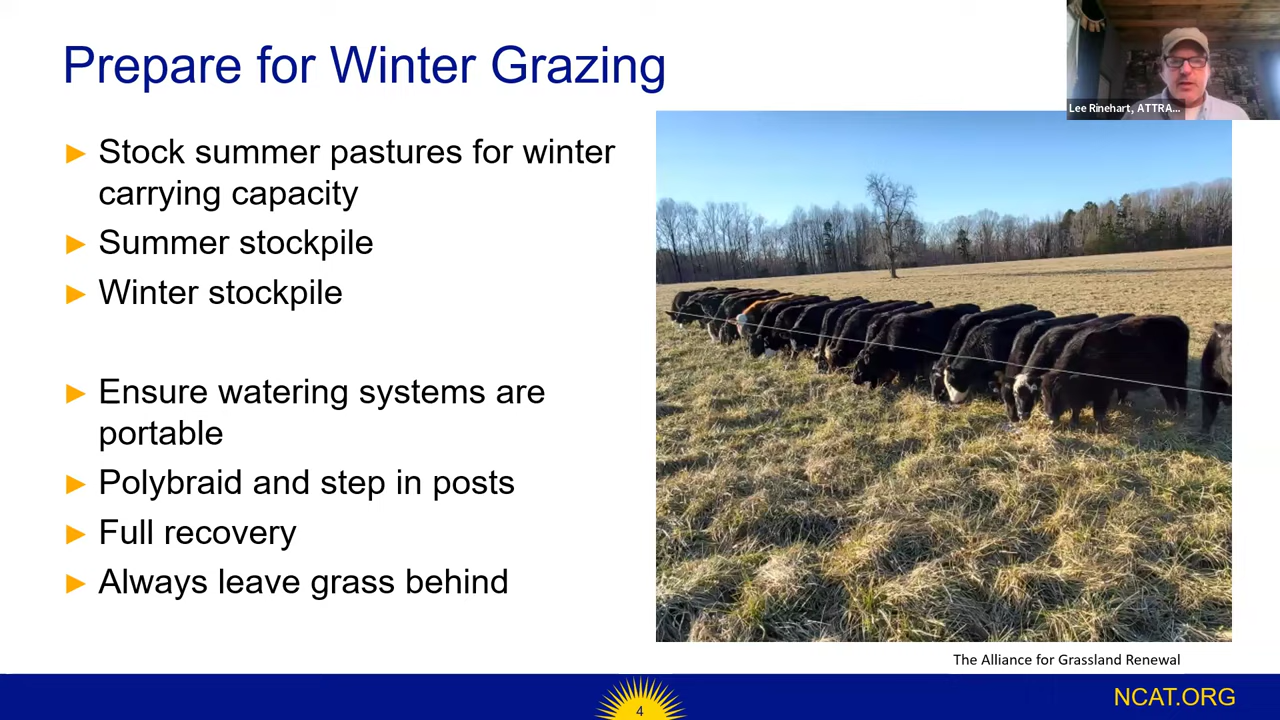 Prepare for Winter Grazing
Lee Rinehart, ATTRA...
► Stock summer pastures for winter
carrying capacity
► Summer stockpile
► Winter stockpile
► Ensure watering systems are
portable
► Polybraid and step in posts
► Full recovery
► Always leave grass behind
The Alliance for Grassland Renewal
4
NCAT.ORG